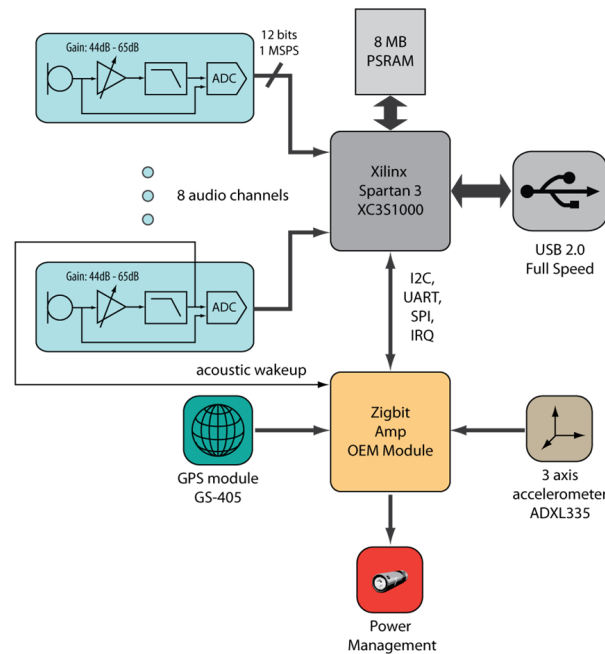 Gain: 44dB - 65dB
ADC
12 bits
1 MSPS
8 MB
PSRAM
Xilinx
Spartan 3
XC3S1000
USB 2.0
Full Speed
8 audio channels
Gain: 44dB - 65dB
ADC
I2C,
UART,
SPI,
IRQ
acoustic wakeup
Zigbit
Amp
OEM Module
GPS module
GS-405
3 axis
accelerometer
ADXL335
Power
Management